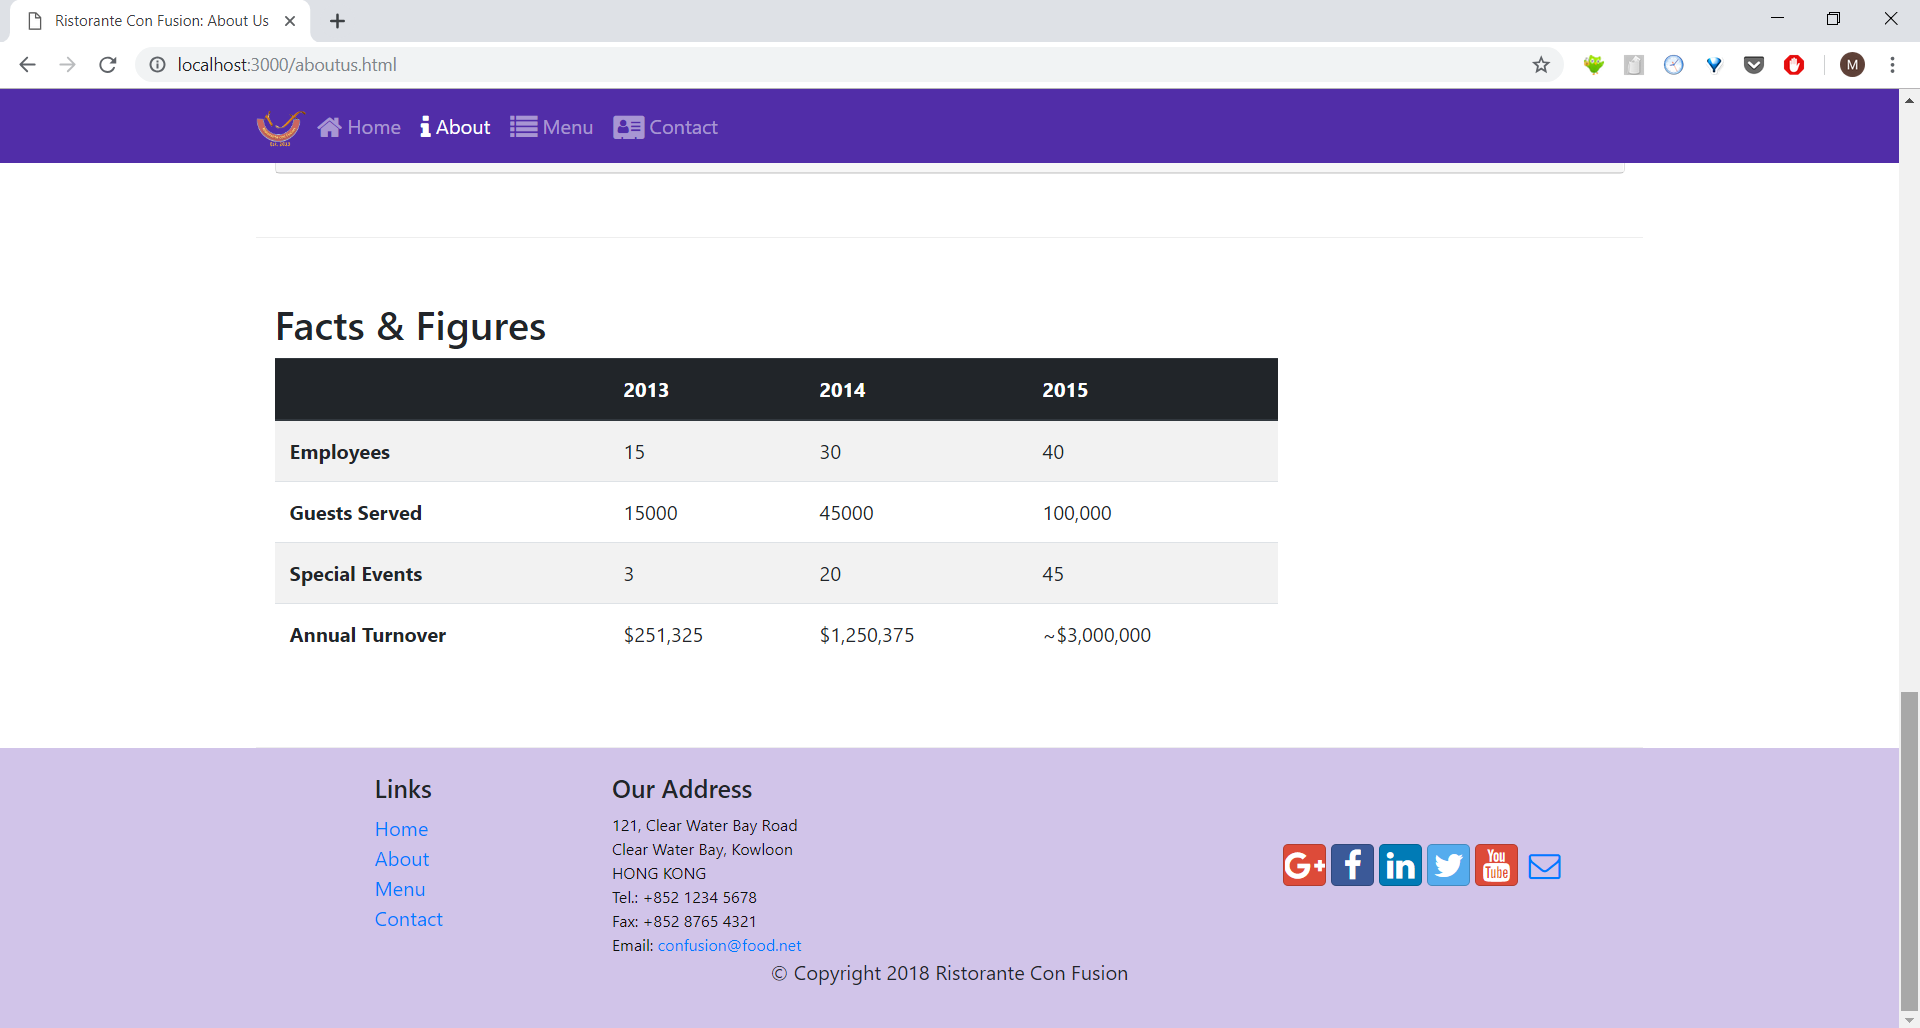 Ristorante Con Fusion: About Us
localhost:3000/aboutus.html
M
Home About Menu Contact
Facts & Figures
2013 2014 2015
Employees 15 30 40
Guests Served 15000 45000 100,000
Special Events 3 20 45
Annual Turnover $251,325 $1,250,375 ~$3,000,000
Links
Home
About
Menu
Contact
Our Address
121, Clear Water Bay Road
Clear Water Bay, Kowloon
HONG KONG
Tel.: +852 1234 5678
Fax: +852 8765 4321
Email: confusion@food.net
G+ f in You Tube
© Copyright 2018 Ristorante Con Fusion